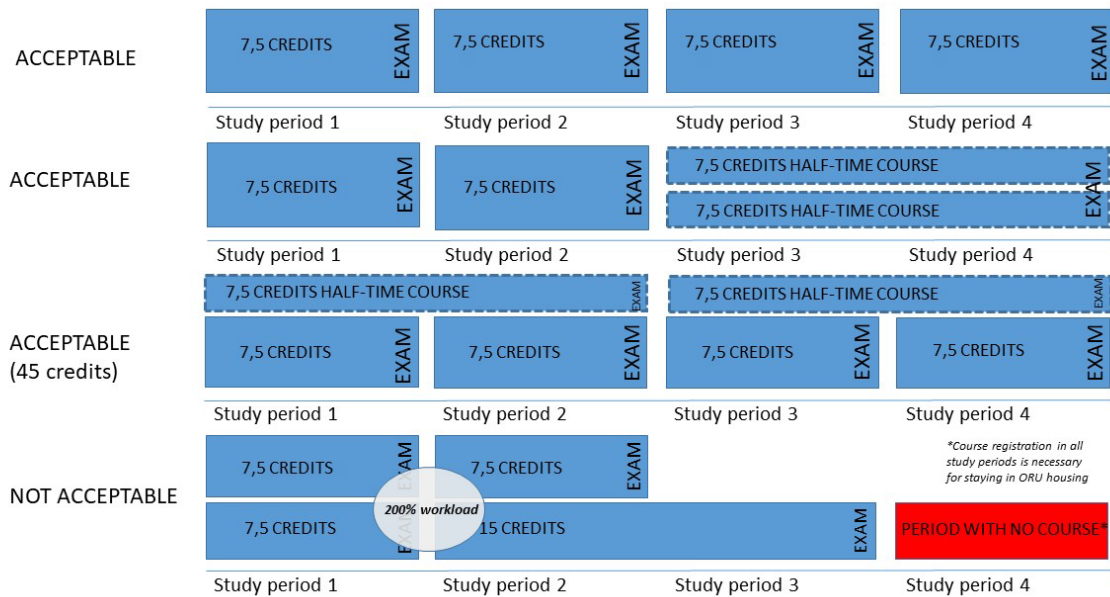 ACCEPTABLE
7,5 CREDITS EXAM 7,5 CREDITS EXAM 7,5 CREDITS EXAM 7,5 CREDITS EXAM
Study period 1 Study period 2 Study period 3 Study period 4
ACCEPTABLE
7,5 CREDITS EXAM 7,5 CREDITS EXAM
7,5 CREDITS HALF-TIME COURSE
7,5 CREDITS HALF-TIME COURSE
EXAM
Study period 1 Study period 2 Study period 3 Study period 4
7,5 CREDITS HALF-TIME COURSE EXAM 7,5 CREDITS HALF-TIME COURSE EXAM
ACCEPTABLE
(45 credits)
7,5 CREDITS EXAM 7,5 CREDITS EXAM 7,5 CREDITS EXAM 7,5 CREDITS EXAM
Study period 1 Study period 2 Study period 3 Study period 4
NOT ACCEPTABLE
7,5 CREDITS EXAM 7,5 CREDITS EXAM
*Course registration in all
study periods is necessary
for staying in ORU housing
200% workload
7,5 CREDITS EXAM 15 CREDITS EXAM PERIOD WITH NO COURSE*
Study period 1 Study period 2 Study period 3 Study period 4